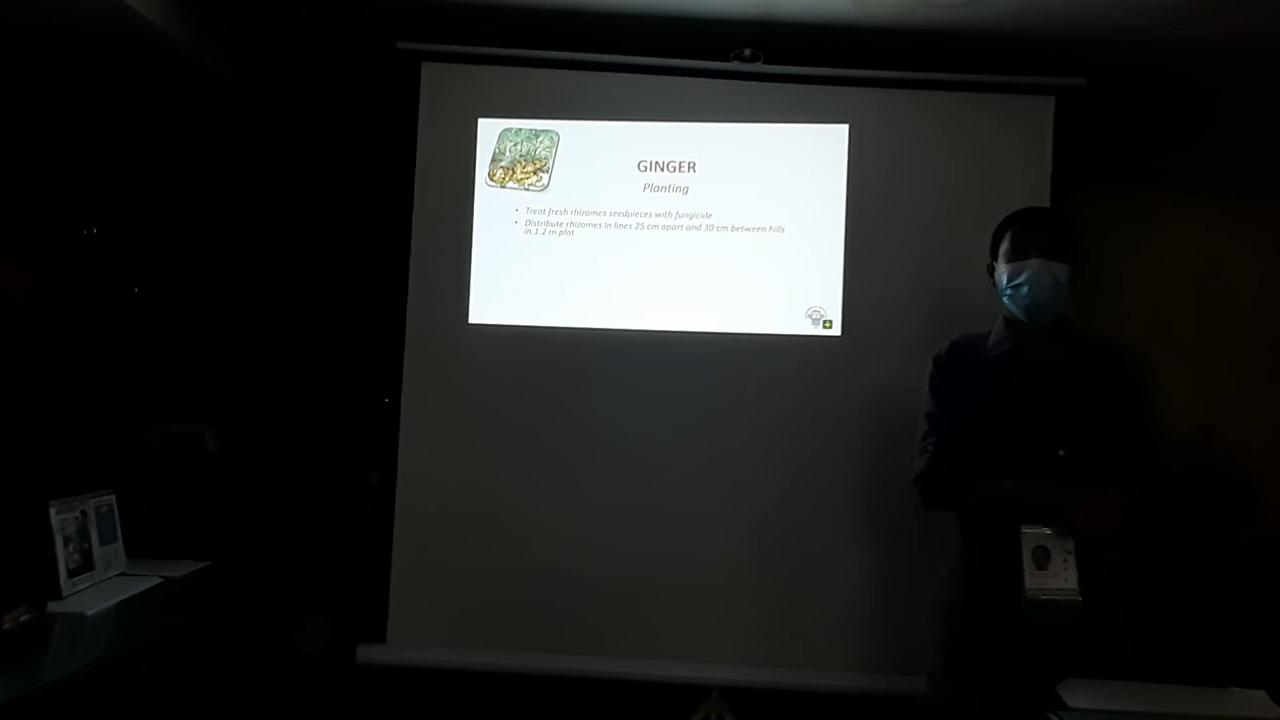 GINGER
Planting
• Treat fresh rhizomes seedpieces with fungicide
• Distribute rhizomes in lines 25 cm apart and 30 cm between hills
in 1.2 m plot